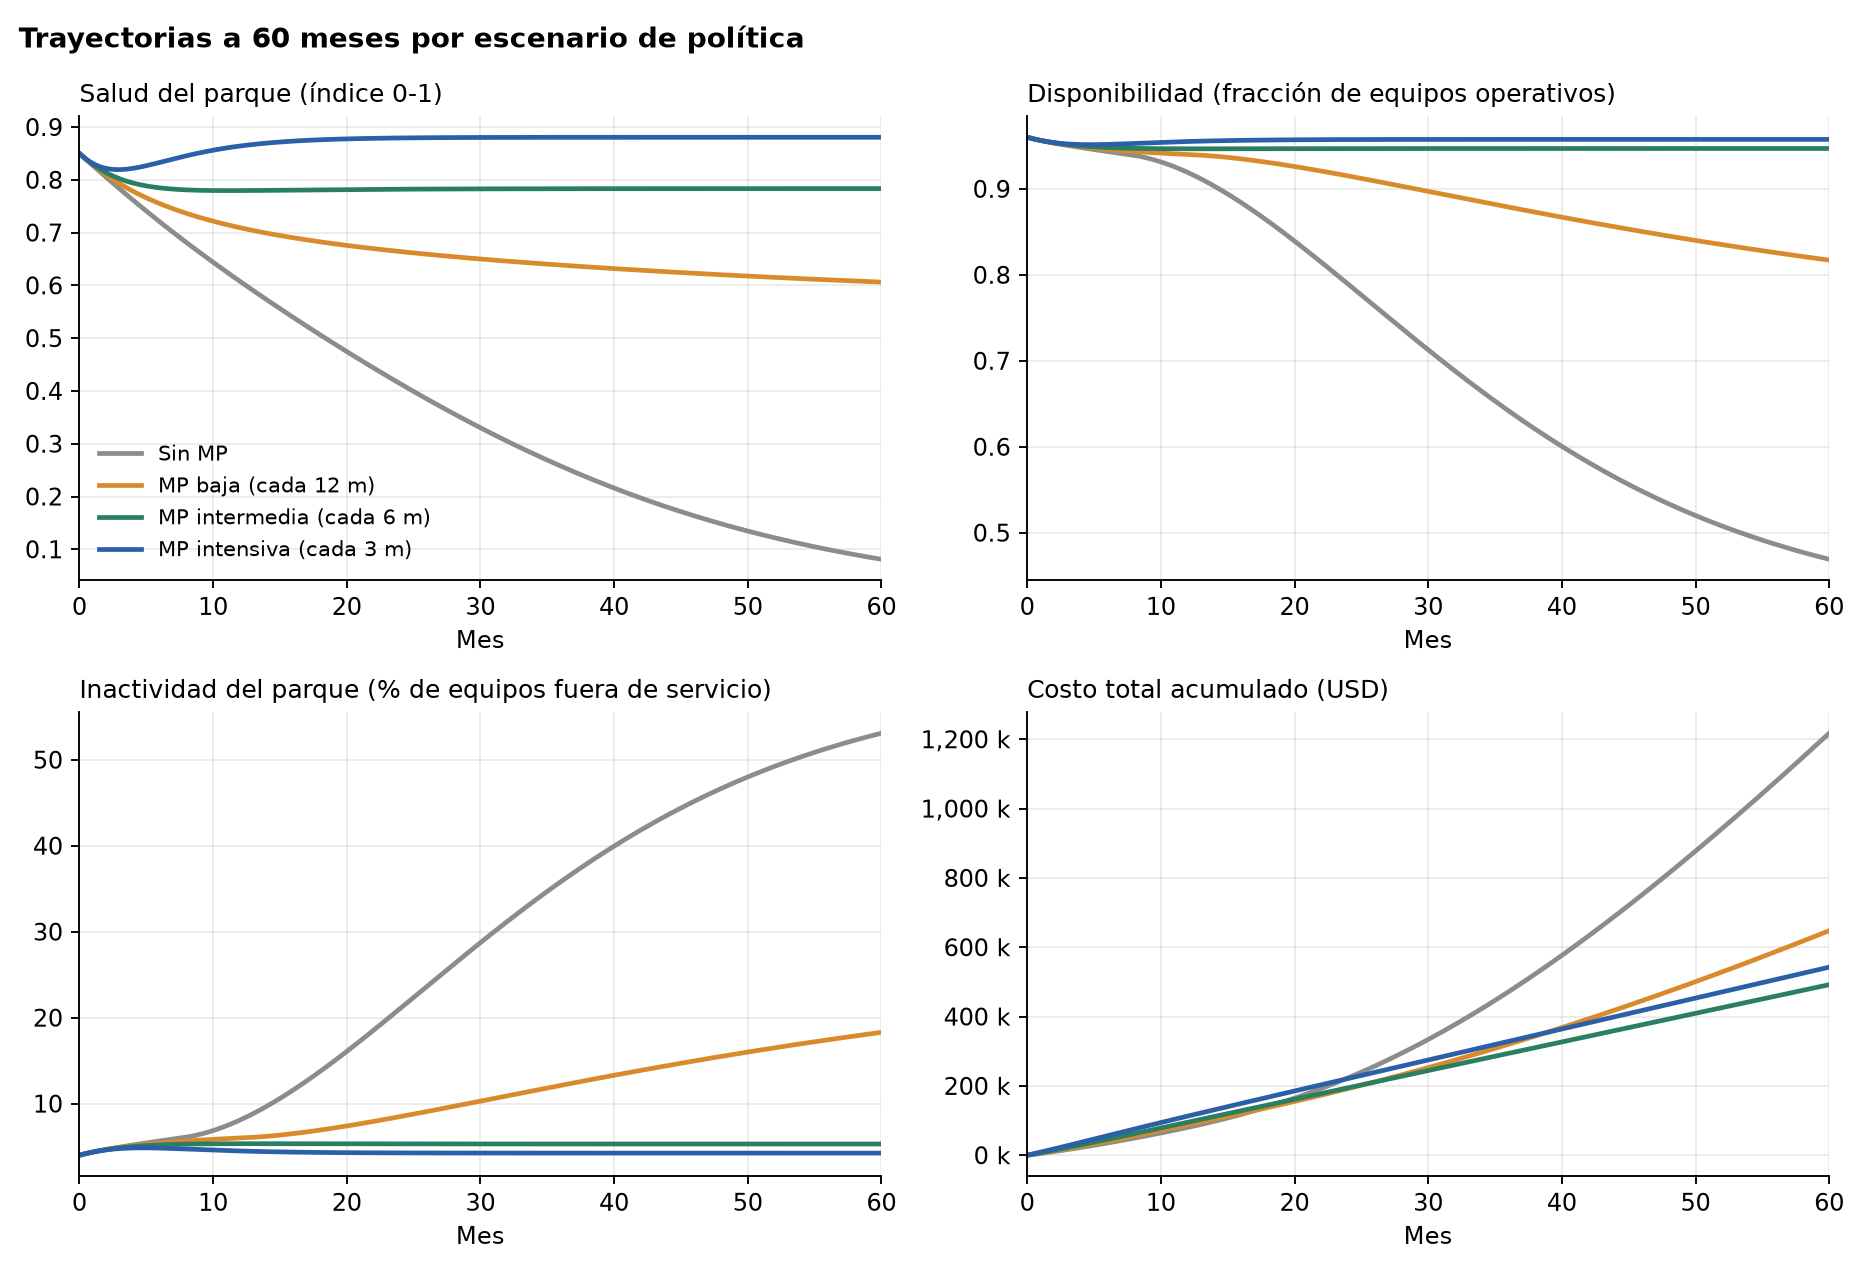 Trayectorias a 60 meses por escenario de política
Salud del parque (índice 0-1)
0.9
0.8
0.7
0.6
0.5
0.4
0.3
0.2
0.1
Sin MP
MP baja (cada 12 m)
MP intermedia (cada 6 m)
MP intensiva (cada 3 m)
0 10 20 30 40 50 60
Mes
Disponibilidad (fracción de equipos operativos)
0.9
0.8
0.7
0.6
0.5
0 10 20 30 40 50 60
Mes
Inactividad del parque (% de equipos fuera de servicio)
50
40
30
20
10
0 10 20 30 40 50 60
Mes
Costo total acumulado (USD)
1,200 k
1,000 k
800 k
600 k
400 k
200 k
0 k
0 10 20 30 40 50 60
Mes